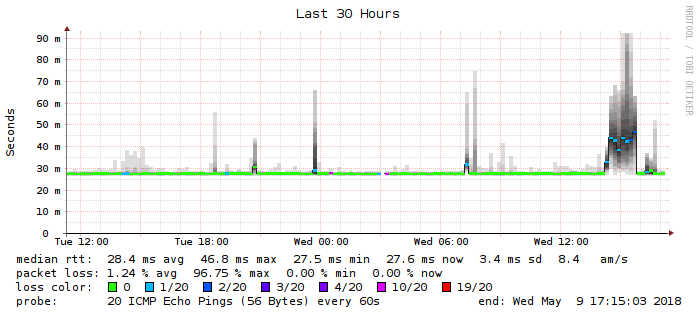 Last 30 Hours
RRDTOOL / TOBI OETIKER
Seconds
90 m
80 m
70 m
60 m
50 m
40 m
30 m
20 m
10 m
0
Tue 12:00 Tue 18:00 Wed 00:00 Wed 06:00 Wed 12:00
median rtt: 28.4 ms avg 46.8 ms max 27.5 ms min 27.6 ms now 3.4 ms sd 8.4 am/s
packet loss: 1.24 % avg 96.75 % max 0.00 % min 0.00 % now
loss color: 0 1/20 2/20 3/20 4/20 10/20 19/20
probe: 20 ICMP Echo Pings (56 Bytes) every 60s end: Wed May 9 17:15:03 2018